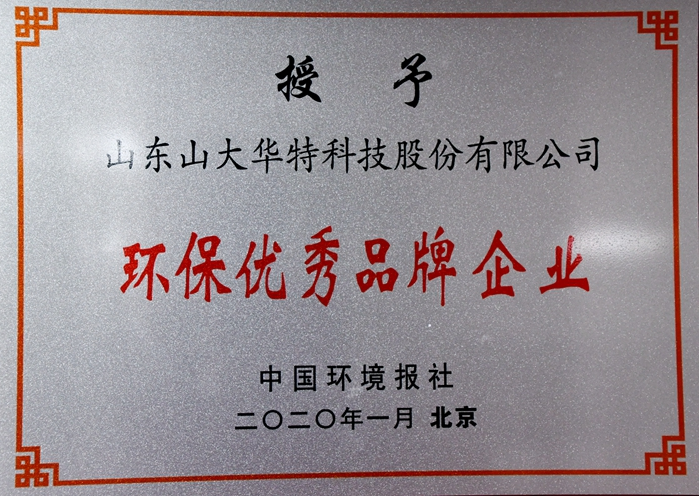 授予
山东山大华特科技股份有限公司
环保优秀品牌企业
中国环境报社
二〇二〇年一月 北京